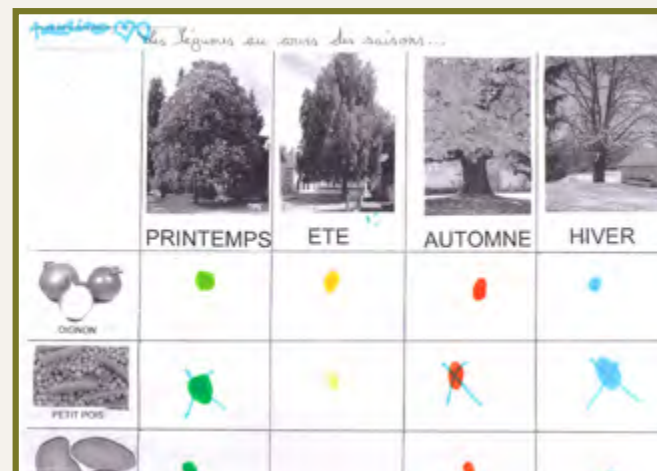 Les légumes au cours des saisons...
PRINTEMPS ETE AUTOMNE HIVER
OIGNON
PETIT POIS